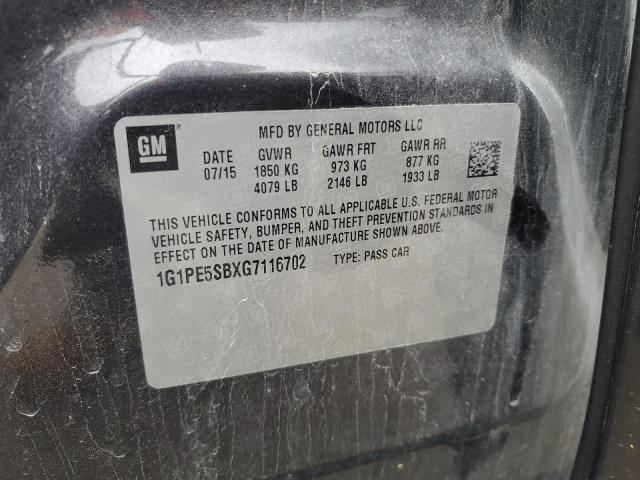 GM
MFD BY GENERAL MOTORS LLC
DATE GVWR GAWR FRT GAWR RR
07/15 1850 KG 973 KG 877 KG
4079 LB 2146 LB 1933 LB
THIS VEHICLE CONFORMS TO ALL APPLICABLE U.S. FEDERAL MOTOR
VEHICLE SAFETY, BUMPER, AND THEFT PREVENTION STANDARDS IN
EFFECT ON THE DATE OF MANUFACTURE SHOWN ABOVE.
1G1PE5SBXG7116702 TYPE: PASS CAR